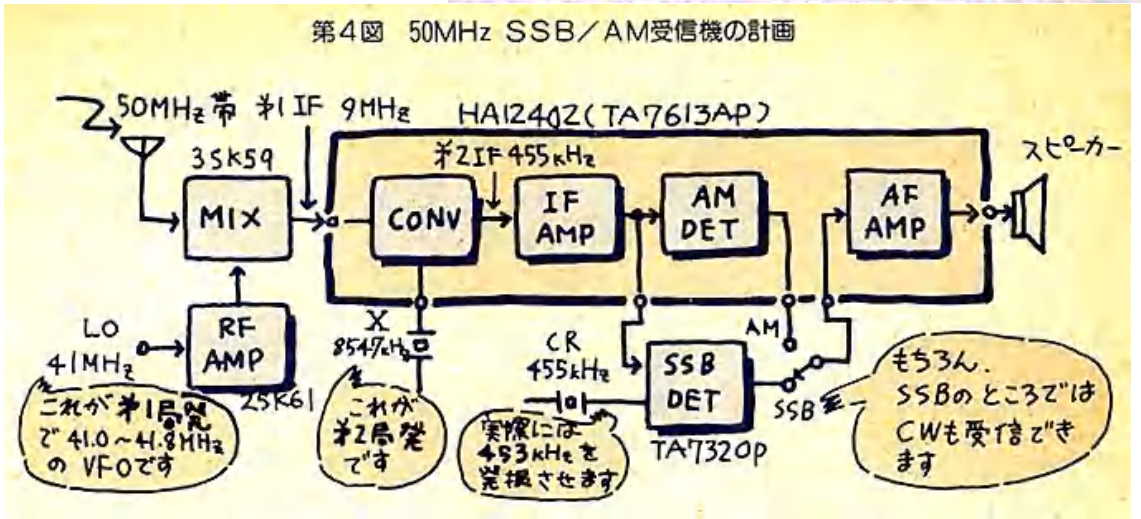 第4図 50MHz SSB/AM受信機の計画
50MHz帯
第1IF 9MHz
HA12402(TA7613AP)
3SK59
第2IF 455kHz
スピーカー
MIX
CONV
IF
AMP
AM
DET
AF
AMP
LO
41MHz
RF
AMP
2SK61
X
8547kHz
CR
455kHz
SSB
DET
TA7320P
AM
SSB
これが第1局発
で41.0~41.8MHz
のVFOです
これが
第2局発
です
実際には
453kHzを
発振させます
もちろん、
SSBのところでは
CWも受信でき
ます